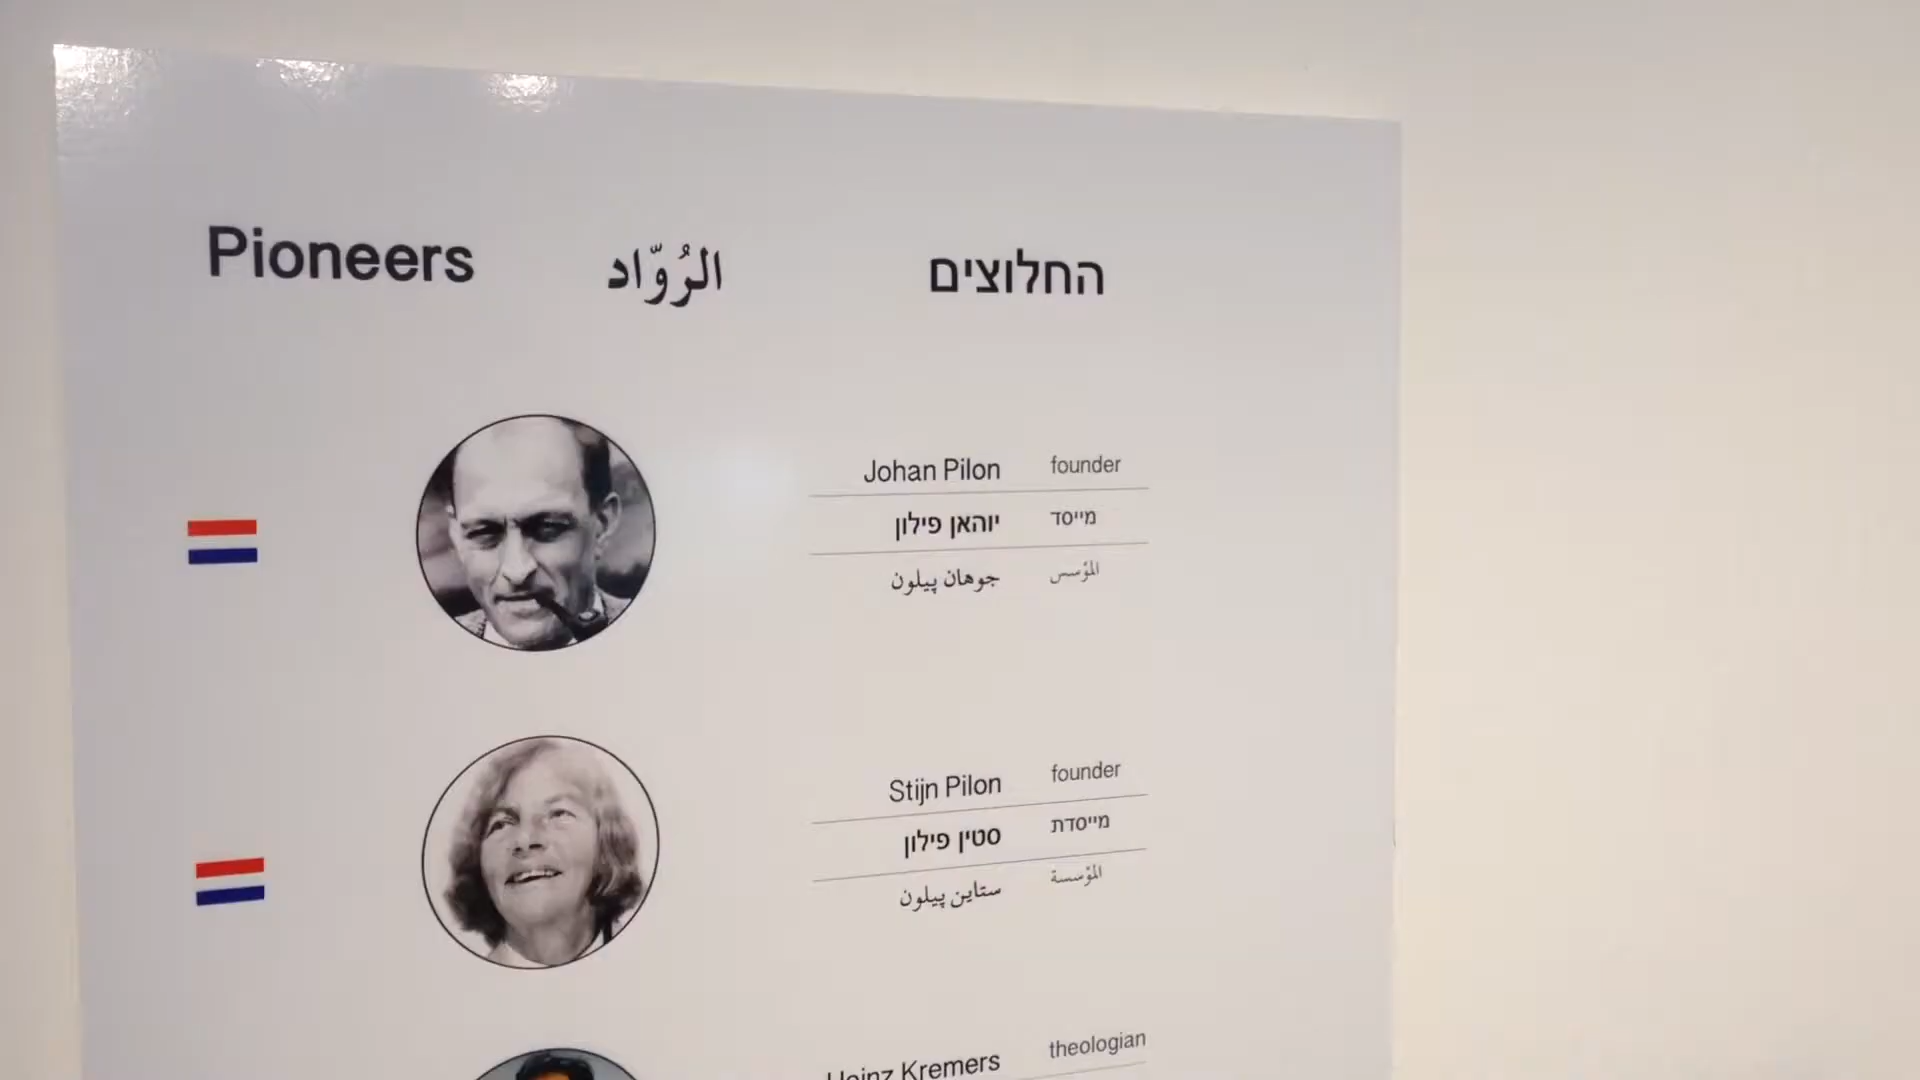 Pioneers الرُوّاد החלוצים
Johan Pilon founder
יוהאן פילון מייסד
جوهان پيلون المؤسس
Stijn Pilon founder
סטין פילון מייסדת
ستاين پيلون المؤسسة
Heinz Kremers theologian